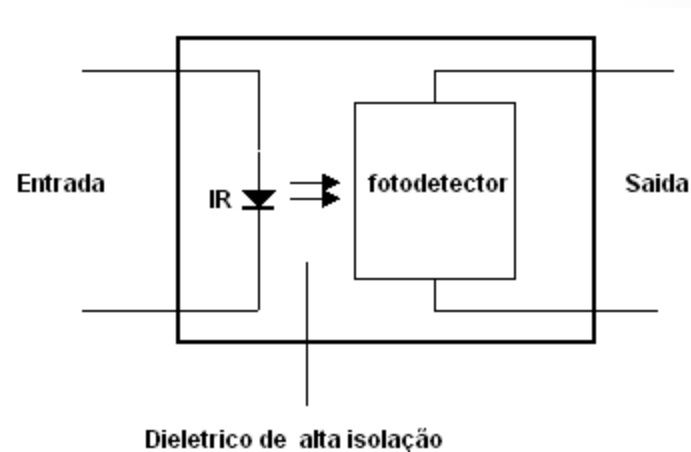 Entrada
IR
fotodetector
Saida
Dieletrico de alta isolação